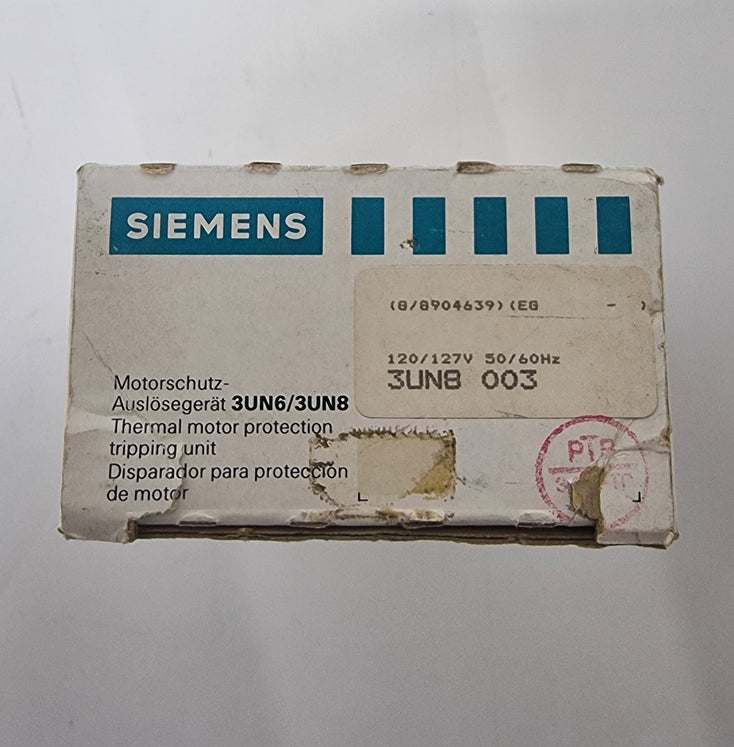 SIEMENS
(8/8904639)(EG - )
120/127V 50/60Hz
3UN8 003
Motorschutz-
Auslösegerät 3UN6/3UN8
Thermal motor protection
tripping unit
Disparador para protección
de motor
PTB